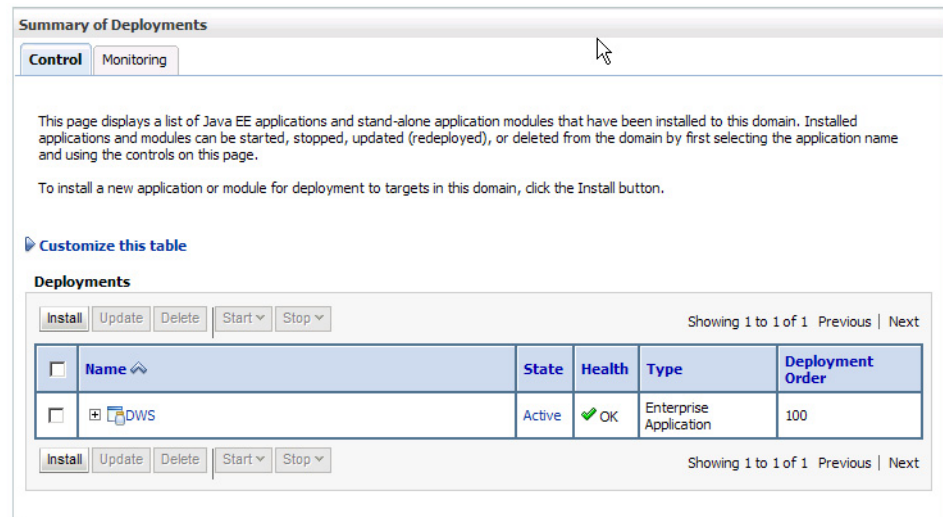 Summary of Deployments
Control Monitoring
This page displays a list of Java EE applications and stand-alone application modules that have been installed to this domain. Installed
applications and modules can be started, stopped, updated (redeployed), or deleted from the domain by first selecting the application name
and using the controls on this page.
To install a new application or module for deployment to targets in this domain, click the Install button.
Customize this table
Deployments
Install Update Delete Start Stop Showing 1 to 1 of 1 Previous | Next
Name State Health Type Deployment
Order
DWS Active OK Enterprise
Application 100
Install Update Delete Start Stop Showing 1 to 1 of 1 Previous | Next